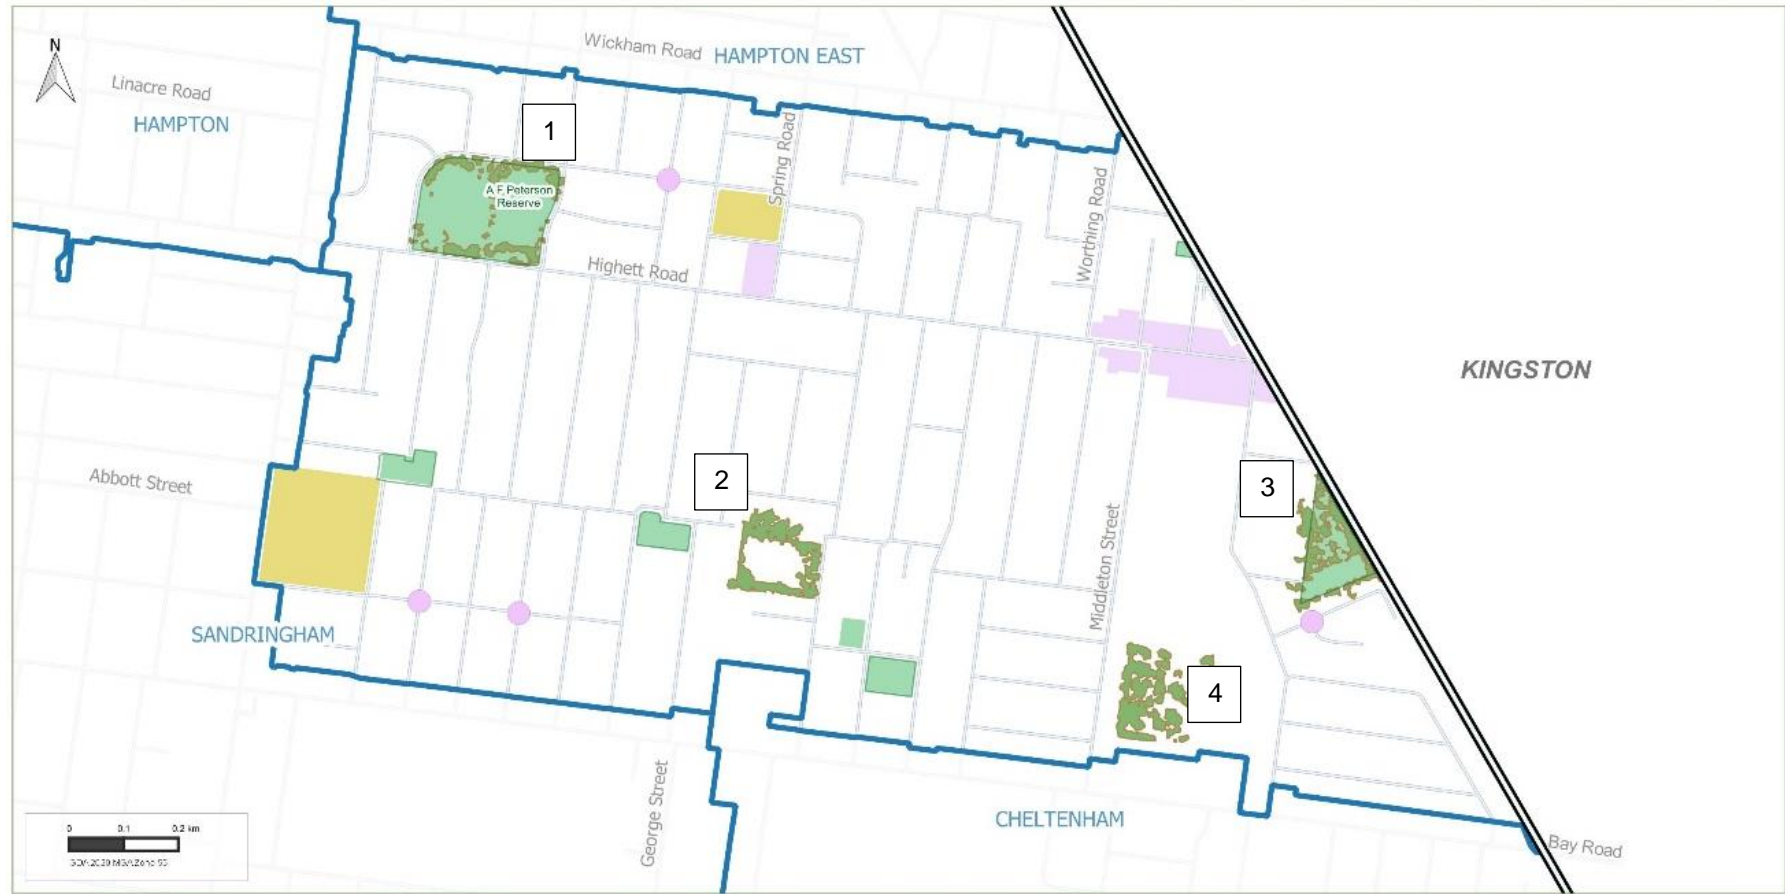 Wickham Road
HAMPTON EAST
N
Linacre Road
HAMPTON
1
Spring Road
A F Peterson
Reserve
Worthing Road
Highett Road
KINGSTON
2
3
Abbott Street
Middleton Street
SANDRINGHAM
4
George Street
CHELTENHAM
0 0.1 0.2 km
Bay Road